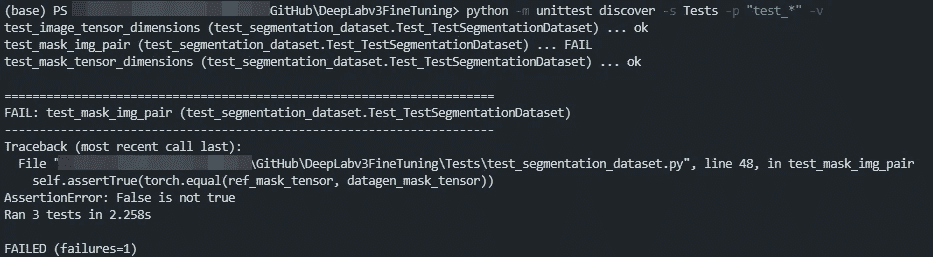 (base) PS GitHub\DeepLabv3FineTuning> python -m unittest discover -s Tests -p "test_*" -v
test_image_tensor_dimensions (test_segmentation_dataset.Test_TestSegmentationDataset) ... ok
test_mask_img_pair (test_segmentation_dataset.Test_TestSegmentationDataset) ... FAIL
test_mask_tensor_dimensions (test_segmentation_dataset.Test_TestSegmentationDataset) ... ok
======================================================================
FAIL: test_mask_img_pair (test_segmentation_dataset.Test_TestSegmentationDataset)
----------------------------------------------------------------------
Traceback (most recent call last):
File "\GitHub\DeepLabv3FineTuning\Tests\test_segmentation_dataset.py", line 48, in test_mask_img_pair
self.assertTrue(torch.equal(ref_mask_tensor, datagen_mask_tensor))
AssertionError: False is not true
Ran 3 tests in 2.258s
FAILED (failures=1)